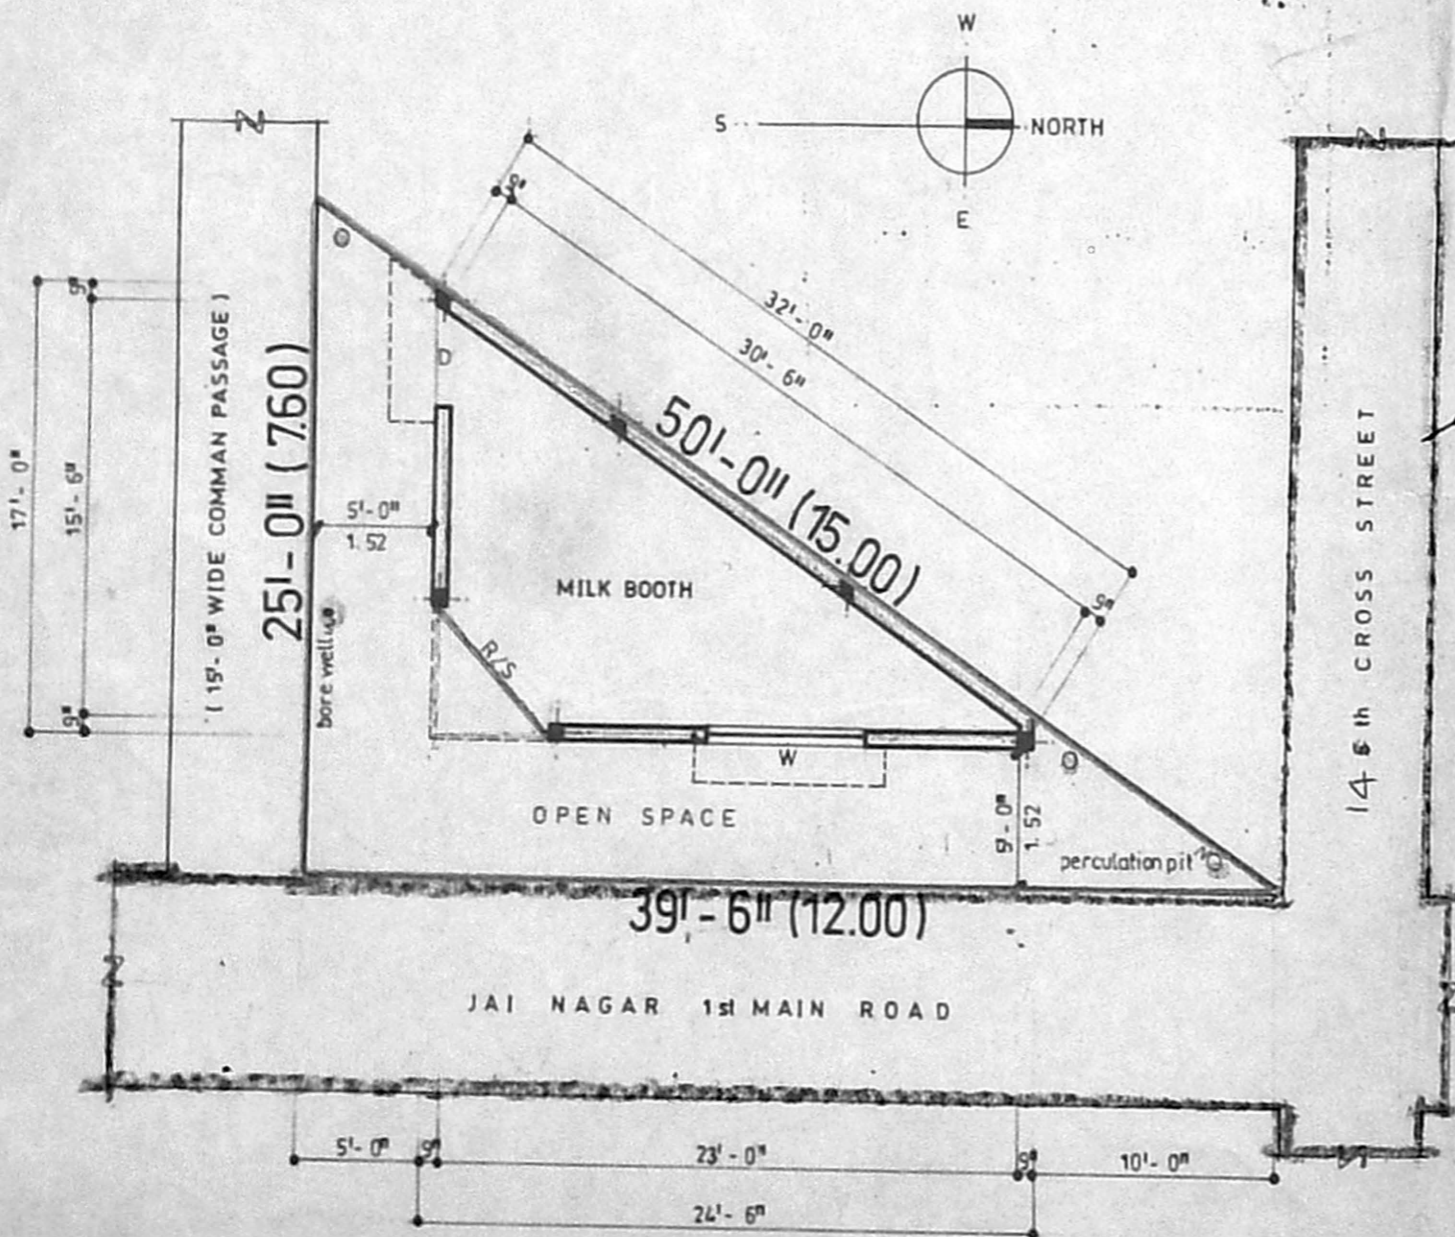 W
S
NORTH
E
9"
32'-0"
30'-6"
9"
50'-0" (15.00)
9"
17'-0"
15'-6"
9"
( 15'-0" WIDE COMMAN PASSAGE )
25'-0" ( 7.60)
D
5'-0"
1.52
MILK BOOTH
R/S
bore well
W
OPEN SPACE
9'-0"
1.52
perculation pit
39'-6" (12.00)
JAI NAGAR 1st MAIN ROAD
14 th CROSS STREET
5'-0"
9"
23'-0"
9"
10'-0"
24'-6"